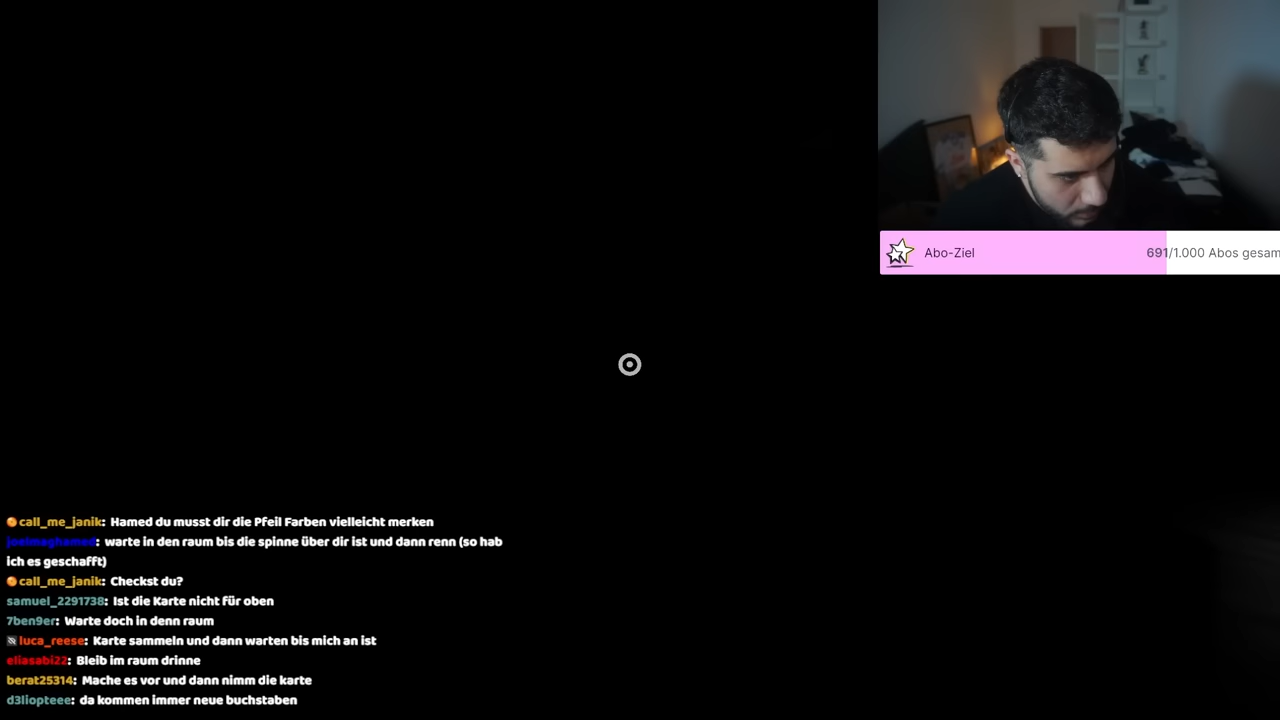 Abo-Ziel
691/1.000 Abos gesam
call_me_janik: Hamed du musst dir die Pfeil Farben vielleicht merken
joelmaghamed: warte in den raum bis die spinne über dir ist und dann renn (so hab
ich es geschafft)
call_me_janik: Checkst du?
samuel_2291738: Ist die Karte nicht für oben
7ben9er: Warte doch in denn raum
luca_reese: Karte sammeln und dann warten bis mich an ist
eliasabi22: Bleib im raum drinne
berat25314: Mache es vor und dann nimm die karte
d3liopteee: da kommen immer neue buchstaben